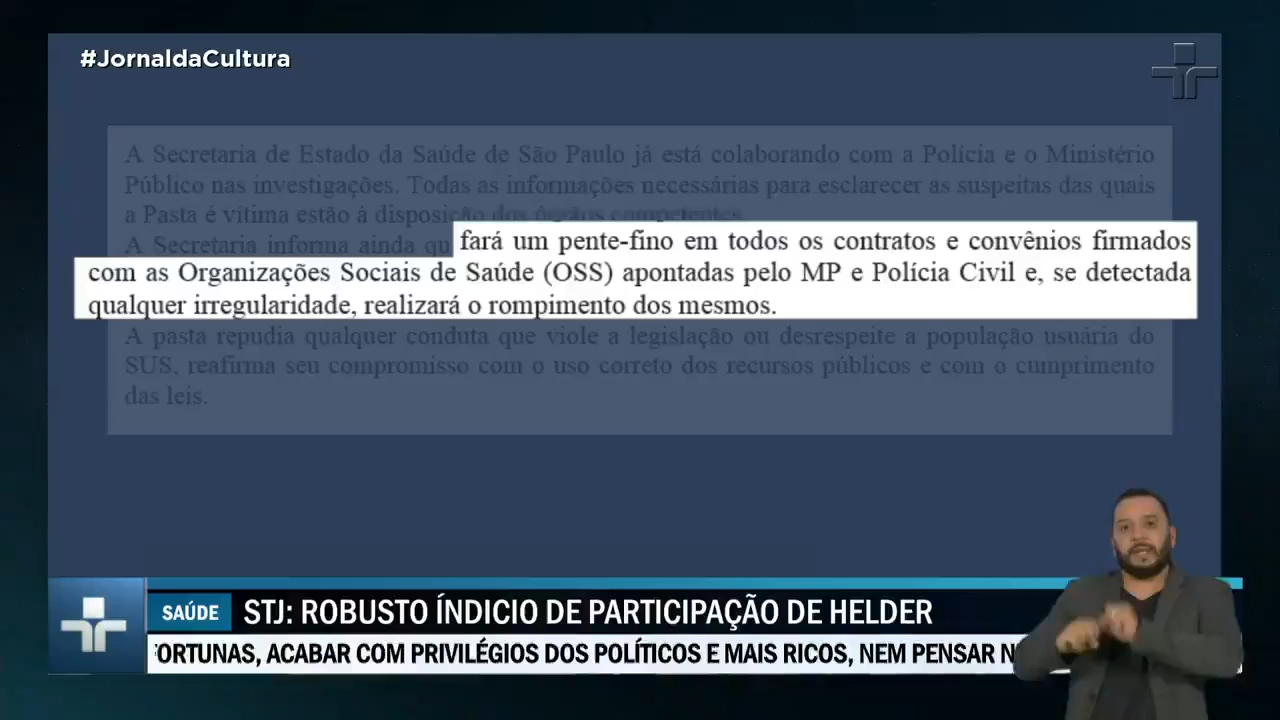 #JornaldaCultura
A Secretaria de Estado da Saúde de São Paulo já está colaborando com a Polícia e o Ministério
Público nas investigações. Todas as informações necessárias para esclarecer as suspeitas das quais
a Pasta é vítima estão à disposição dos órgãos competentes.
A Secretaria informa ainda qu fará um pente-fino em todos os contratos e convênios firmados
com as Organizações Sociais de Saúde (OSS) apontadas pelo MP e Polícia Civil e, se detectada
qualquer irregularidade, realizará o rompimento dos mesmos.
A pasta repudia qualquer conduta que viole a legislação ou desrespeite a população usuária do
SUS, reafirma seu compromisso com o uso correto dos recursos públicos e com o cumprimento
das leis.
SAÚDE STJ: ROBUSTO ÍNDICIO DE PARTICIPAÇÃO DE HELDER
ORTUNAS, ACABAR COM PRIVILÉGIOS DOS POLÍTICOS E MAIS RICOS, NEM PENSAR N